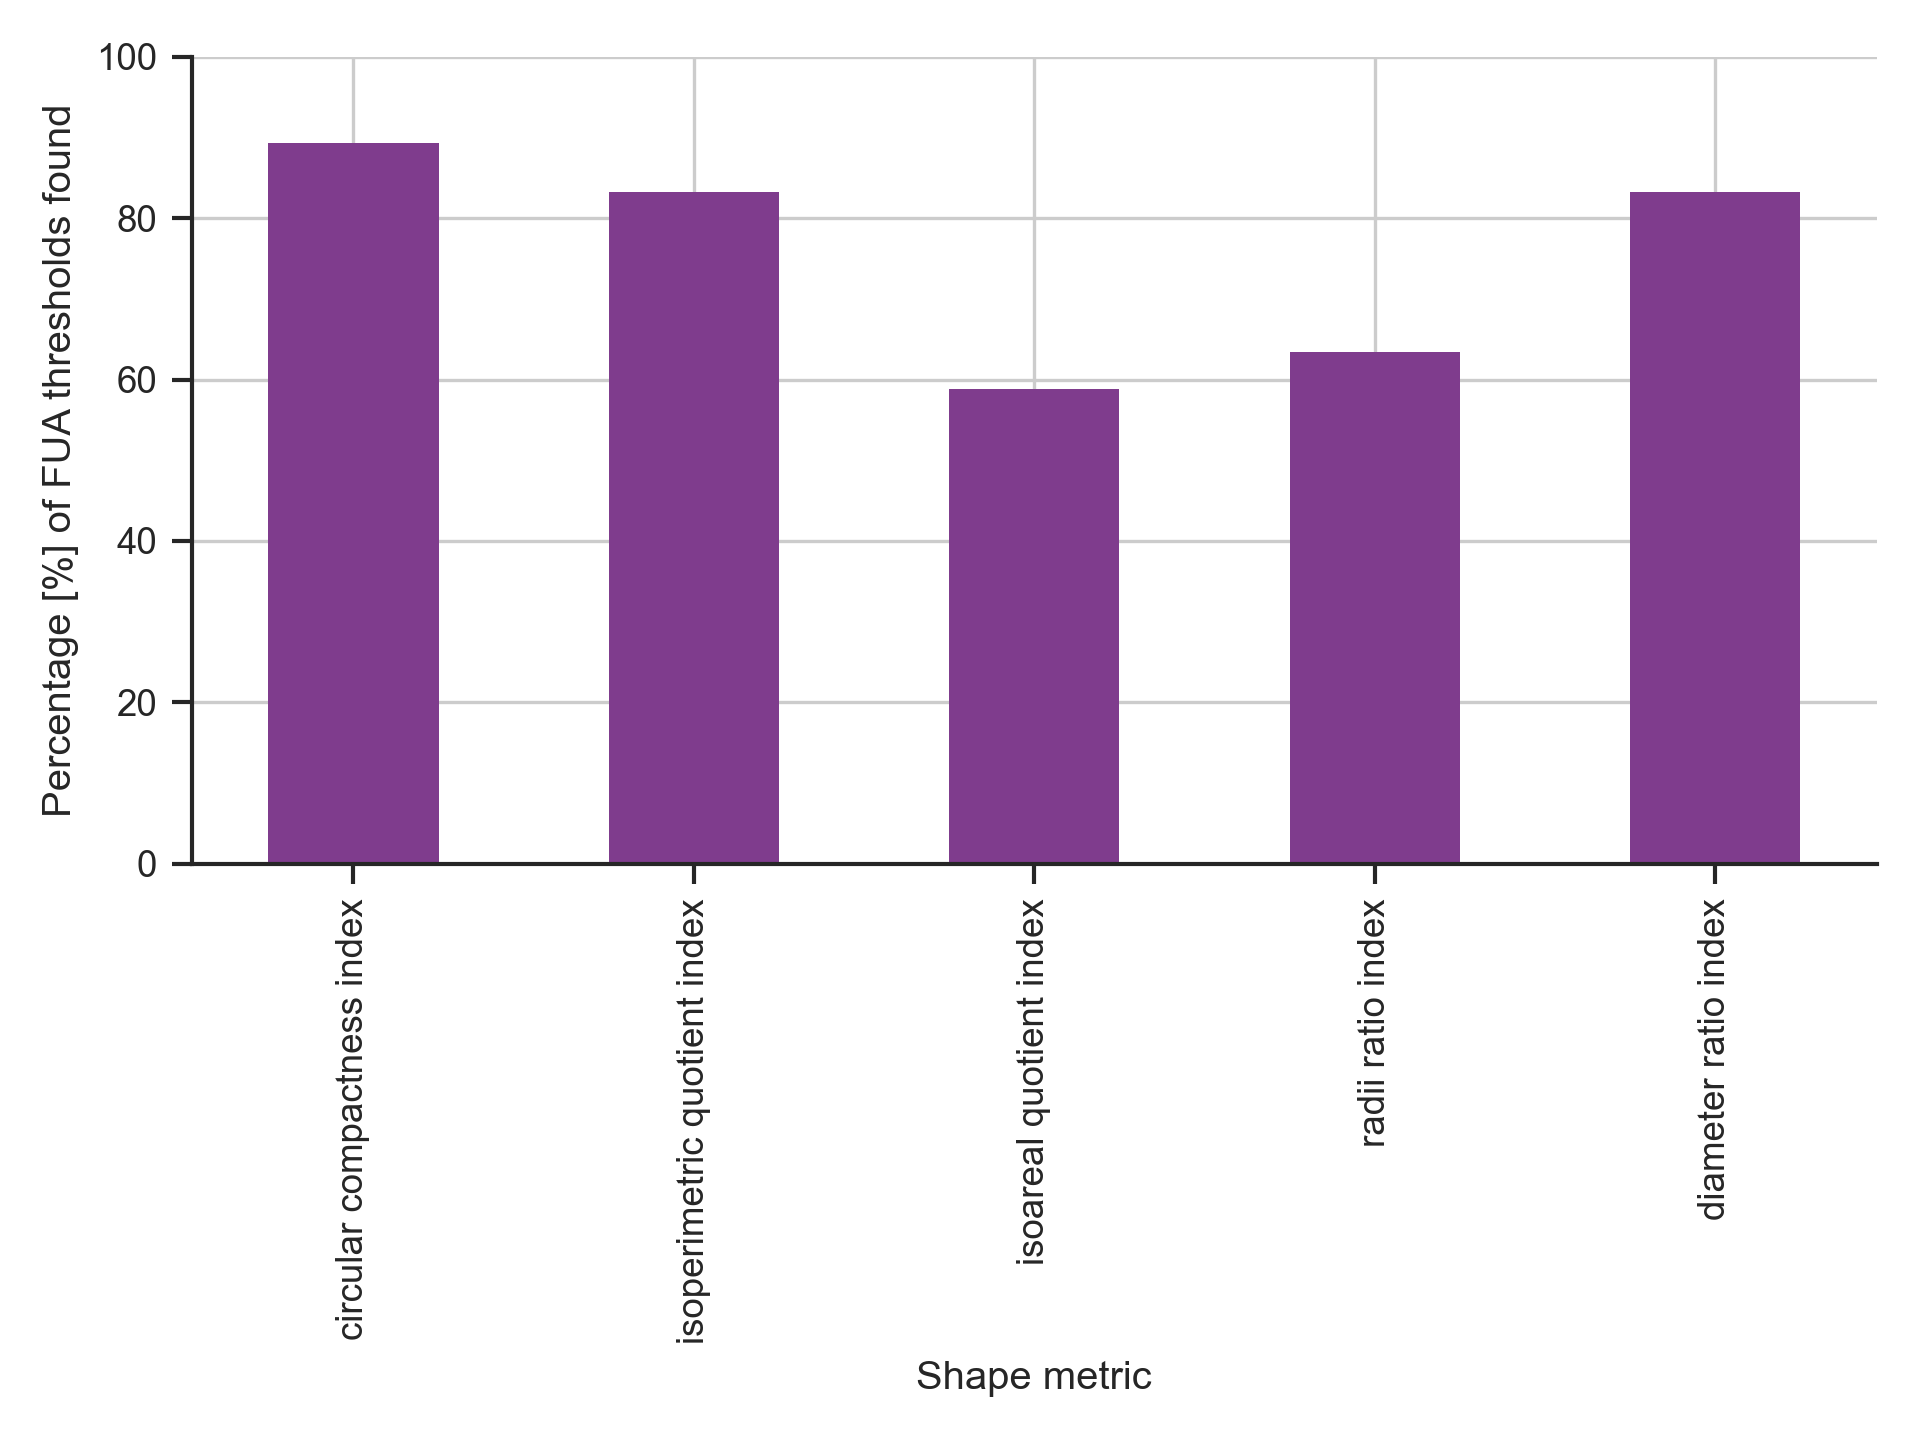 Percentage [%] of FUA thresholds found
100
80
60
40
20
0
circular compactness index
isoperimetric quotient index
isoareal quotient index
radii ratio index
diameter ratio index
Shape metric